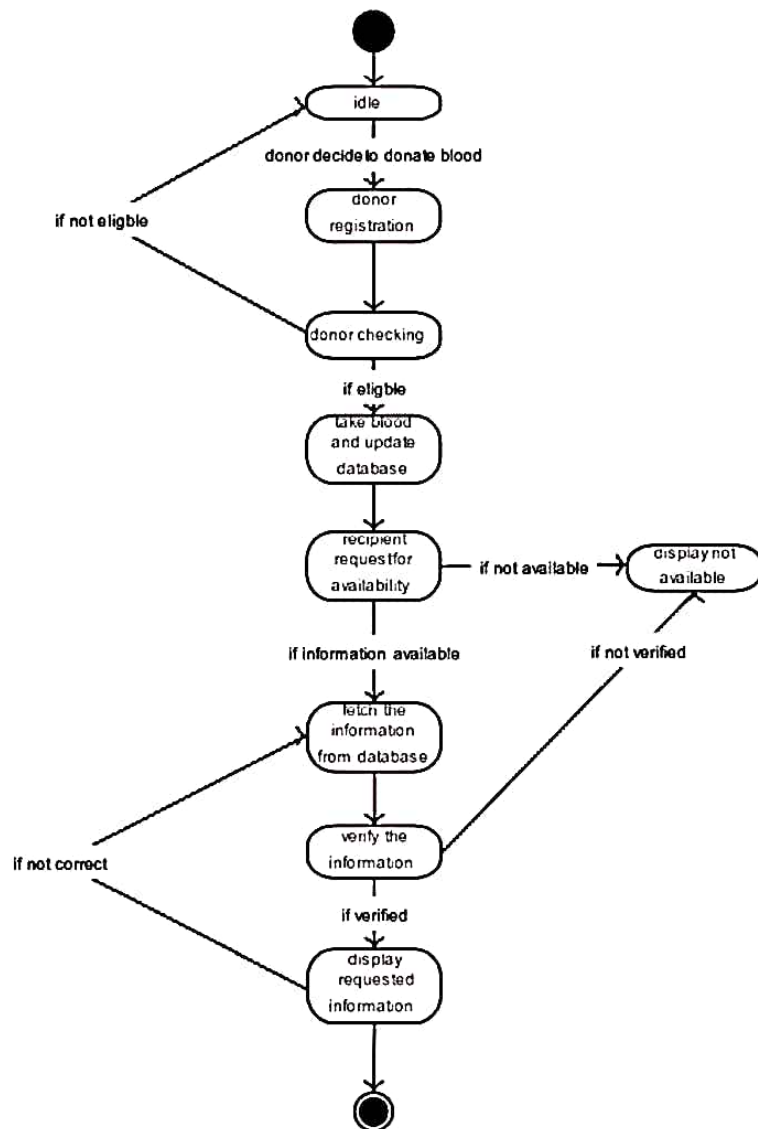 idle
donor decide to donate blood
donor
registration
if not eligble
donor checking
if eligble
take blood
and update
database
recipient
request for
availability
if not available
display not
available
if information available
if not verified
fetch the
information
from database
verify the
information
if not correct
if verified
display
requested
information